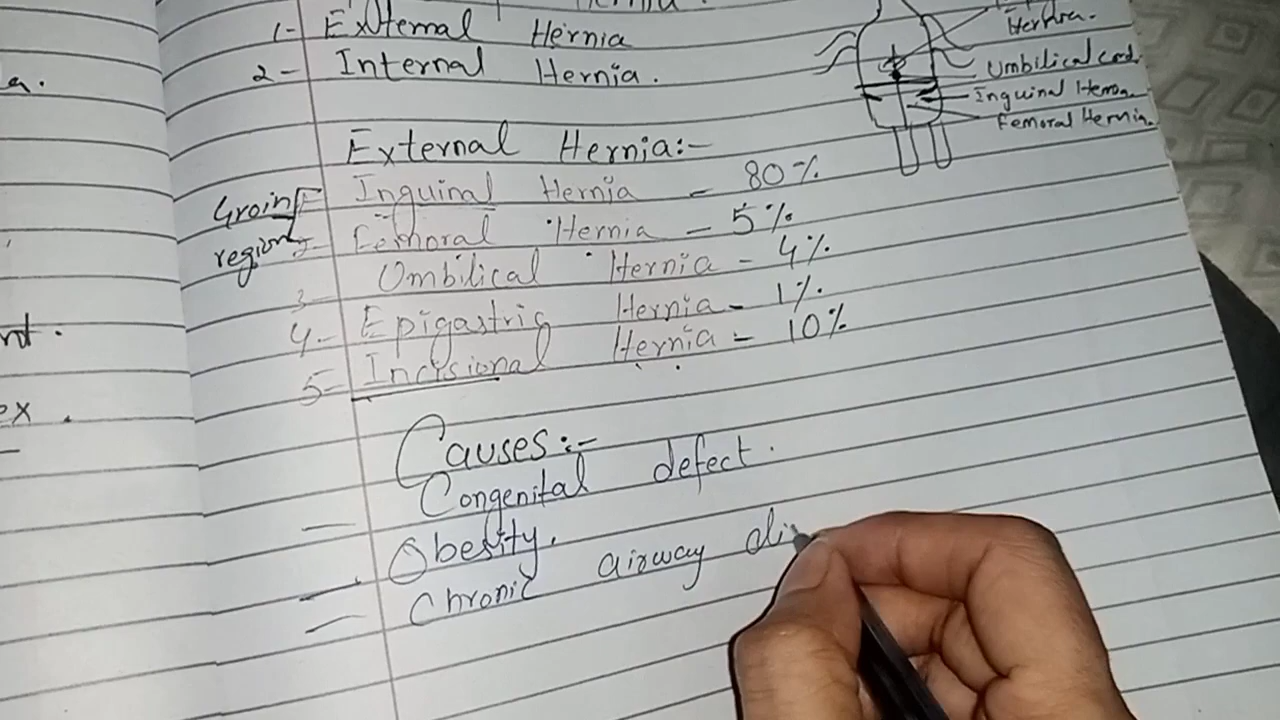 1- External Hernia
2- Internal Hernia.
Hernia.
Umbilical cord.
Inguinal Hernia
Femoral Hernia.
External Hernia:-
Groin region
1- Inguinal Hernia - 80%
2- Femoral Hernia - 5%
3- Umbilical Hernia - 4%
4- Epigastric Hernia - 1%.
5- Incisional Hernia - 10%
Causes:-
- Congenital defect.
- Obesity.
- Chronic airway di